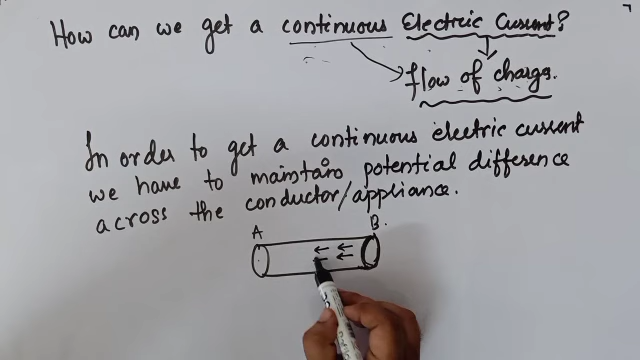 How can we get a continuous Electric Current?
flow of charge.
In order to get a continuous electric current
we have to maintain potential difference
across the conductor/appliance.
A B.